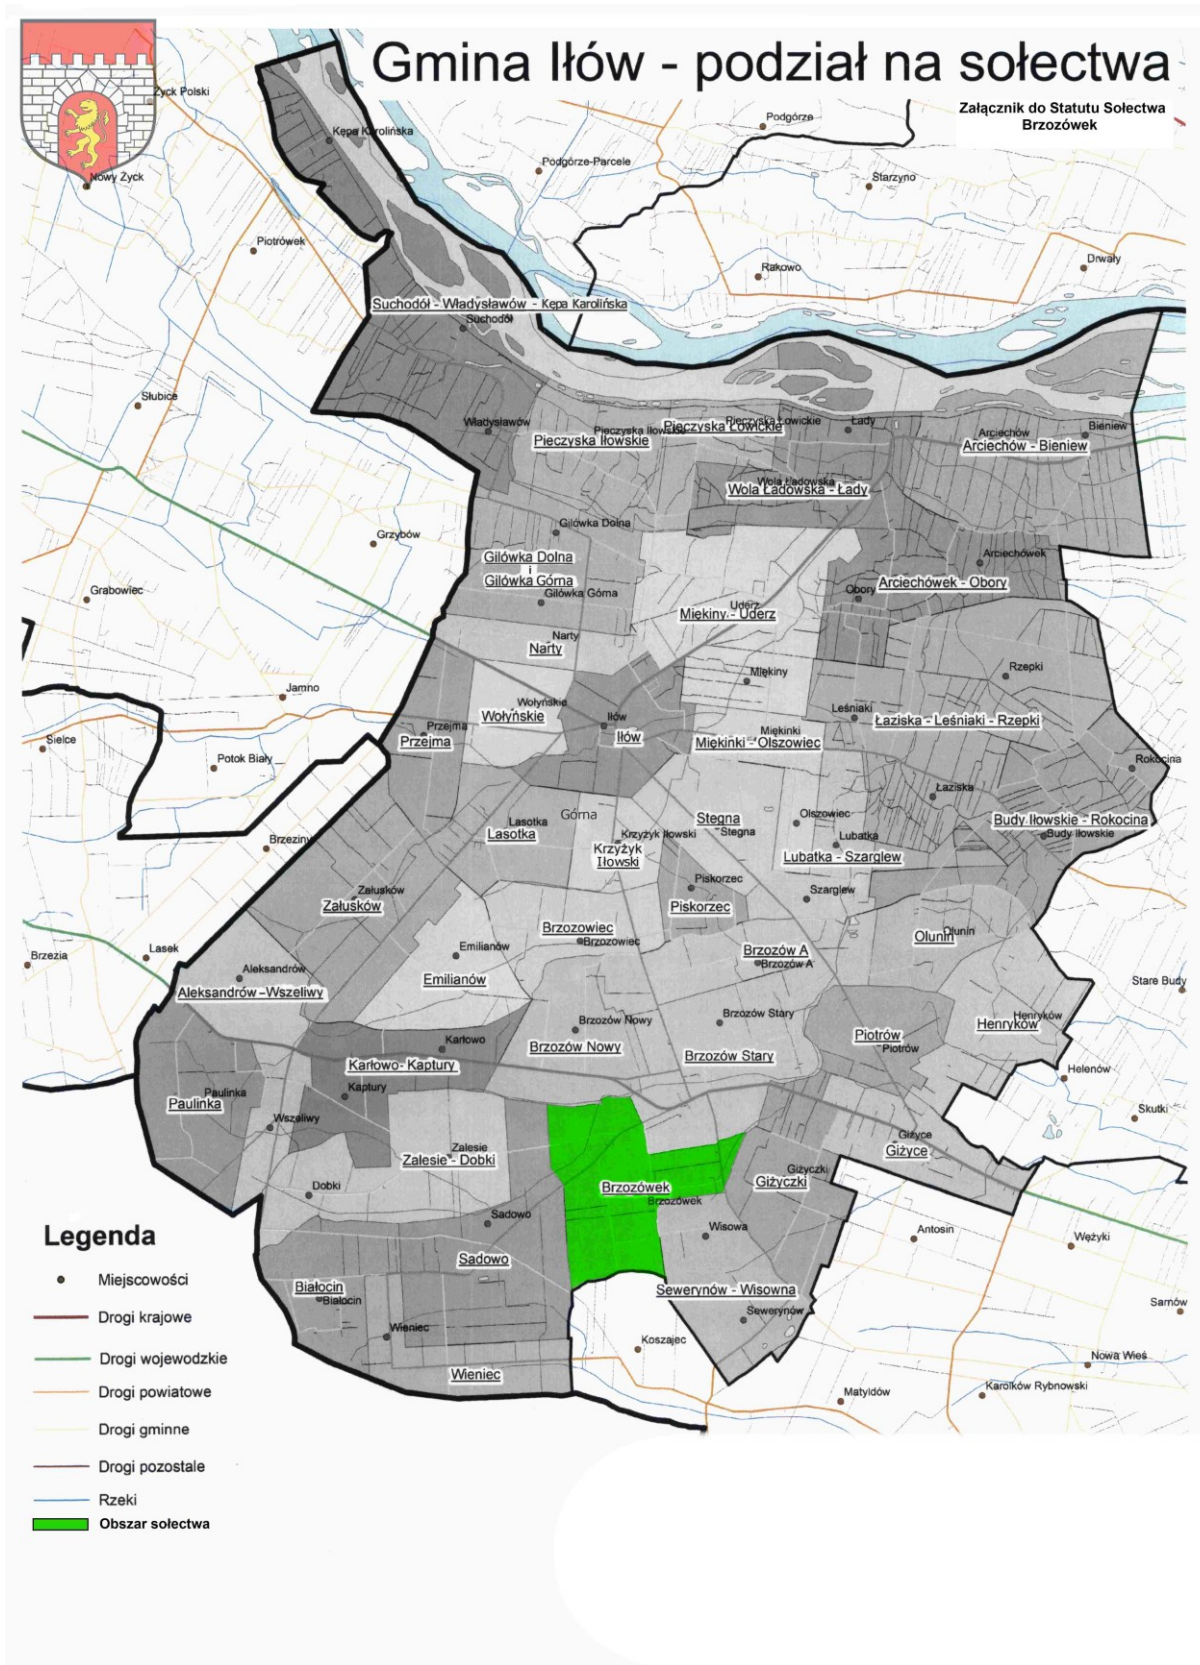 Gmina Iłów - podział na sołectwa
Załącznik do Statutu Sołectwa
Brzozówek
Życk Polski
Nowy Życk
Kępa Karolińska
Podgórze
Podgórze-Parcele
Starzyno
Piotrówek
Rakowo
Drwały
Suchodół - Władysławów - Kępa Karolińska
Suchodół
Słubice
Władysławów
Pieczyska Iłowskie
Pieczyska Iłowskie
Pieczyska Łowickie
Pieczyska Łowickie
Łady
Arciechów
Bieniew
Arciechów - Bieniew
Wola Ładowska
Wola Ładowska - Łady
Grzybów
Gilówka Dolna
Gilówka Dolna
i
Gilówka Górna
Gilówka Górna
Arciechówek
Arciechówek - Obory
Obory
Grabowiec
Uderz
Miękiny - Uderz
Narty
Narty
Miękiny
Rzepki
Jamno
Wołyńskie
Wołyńskie
Iłów
Iłów
Leśniaki
Łaziska - Leśniaki - Rzepki
Przejma
Przejma
Miękinki
Miękinki - Olszowiec
Sielce
Potok Biały
Rokocina
Łaziska
Górna
Lasotka
Lasotka
Stegna
Stegna
Olszowiec
Budy Iłowskie - Rokocina
Budy Iłowskie
Krzyżyk Iłowski
Krzyżyk
Iłowski
Lubatka
Lubatka - Szarglew
Brzeziny
Załusków
Załusków
Piskorzec
Piskorzec
Szarglew
Brzozowiec
Brzozowiec
Olunin
Olunin
Emilianów
Emilianów
Brzozów A
Brzozów A
Lasek
Brzezia
Aleksandrów
Aleksandrów - Wszeliwy
Stare Budy
Brzozów Nowy
Brzozów Nowy
Brzozów Stary
Brzozów Stary
Piotrów
Piotrów
Henryków
Henryków
Karłowo
Karłowo- Kaptury
Kaptury
Helenów
Paulinka
Paulinka
Wszeliwy
Skutki
Zalesie
Zalesie - Dobki
Giżyce
Giżyce
Giżyczki
Giżyczki
Dobki
Brzozówek
Brzozówek
Sadowo
Sadowo
Wisowa
Antosin
Wężyki
Białocin
Białocin
Sewerynów - Wisowna
Sewerynów
Sarnów
Wieniec
Wieniec
Koszajec
Nowa Wieś
Matyldów
Karolków Rybnowski
Legenda
Miejscowości
Drogi krajowe
Drogi wojewodzkie
Drogi powiatowe
Drogi gminne
Drogi pozostale
Rzeki
Obszar sołectwa